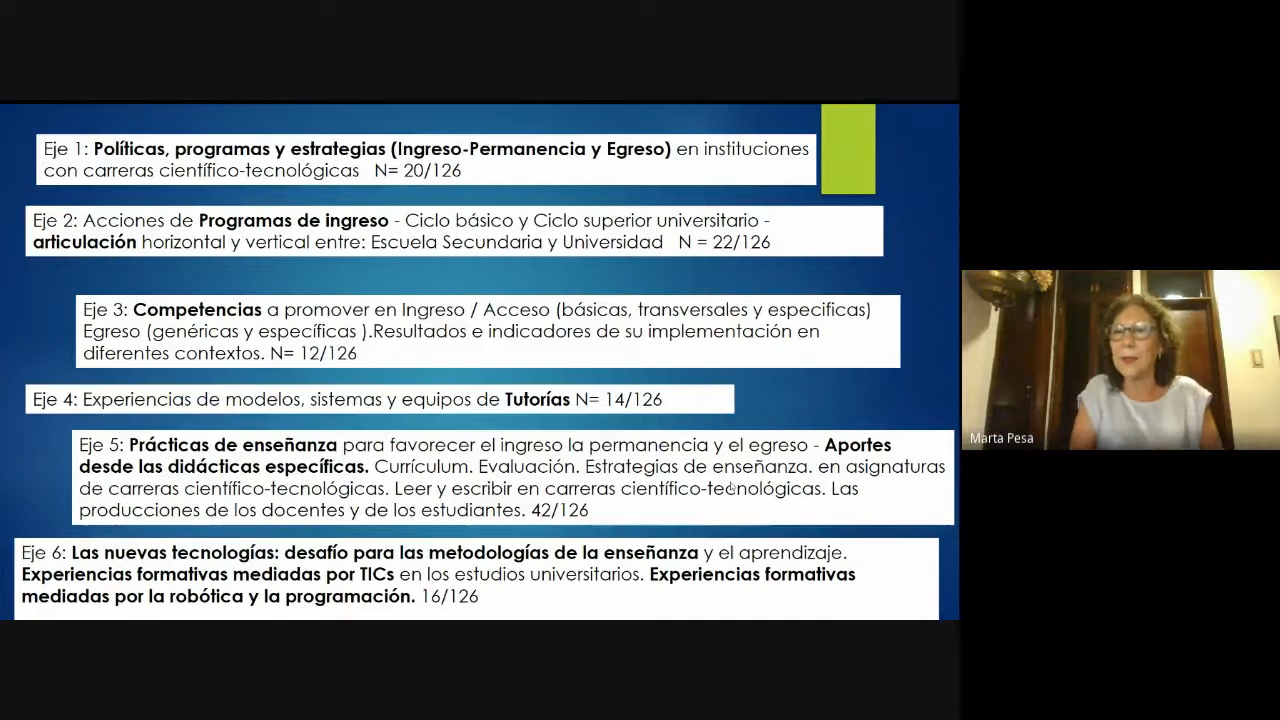 Eje 1: Políticas, programas y estrategias (Ingreso-Permanencia y Egreso) en instituciones
con carreras científico-tecnológicas N= 20/126
Eje 2: Acciones de Programas de ingreso - Ciclo básico y Ciclo superior universitario -
articulación horizontal y vertical entre: Escuela Secundaria y Universidad N = 22/126
Eje 3: Competencias a promover en Ingreso / Acceso (básicas, transversales y especificas)
Egreso (genéricas y específicas ).Resultados e indicadores de su implementación en
diferentes contextos. N= 12/126
Eje 4: Experiencias de modelos, sistemas y equipos de Tutorías N= 14/126
Eje 5: Prácticas de enseñanza para favorecer el ingreso la permanencia y el egreso - Aportes
desde las didácticas específicas. Currículum. Evaluación. Estrategias de enseñanza. en asignaturas
de carreras científico-tecnológicas. Leer y escribir en carreras científico-tecnológicas. Las
producciones de los docentes y de los estudiantes. 42/126
Eje 6: Las nuevas tecnologías: desafío para las metodologías de la enseñanza y el aprendizaje.
Experiencias formativas mediadas por TICs en los estudios universitarios. Experiencias formativas
mediadas por la robótica y la programación. 16/126
Marta Pesa